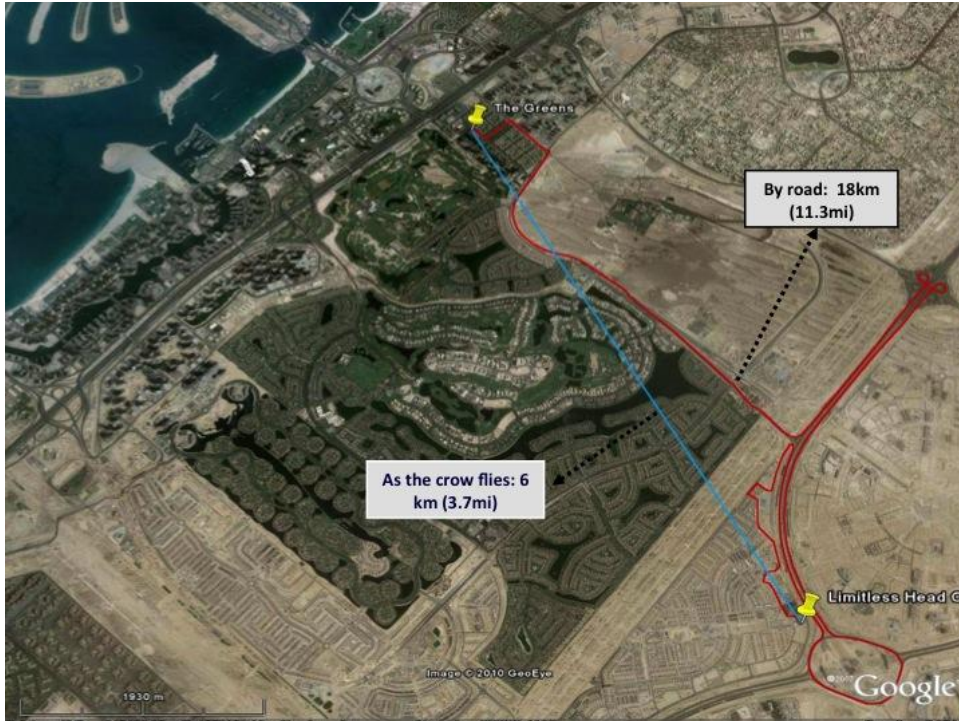 The Greens
By road: 18km
(11.3mi)
As the crow flies: 6
km (3.7mi)
Limitless Head O
Image © 2010 GeoEye
1930 m
©2007 Google